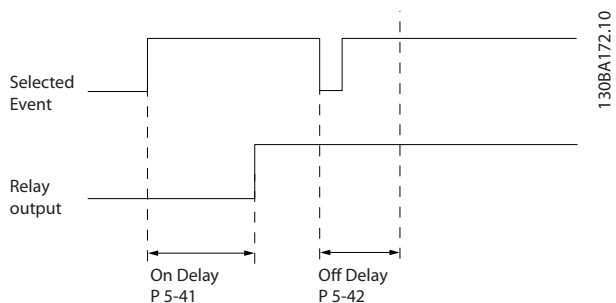 130BA172.10
Selected
Event
Relay
output
On Delay
P 5-41
Off Delay
P 5-42